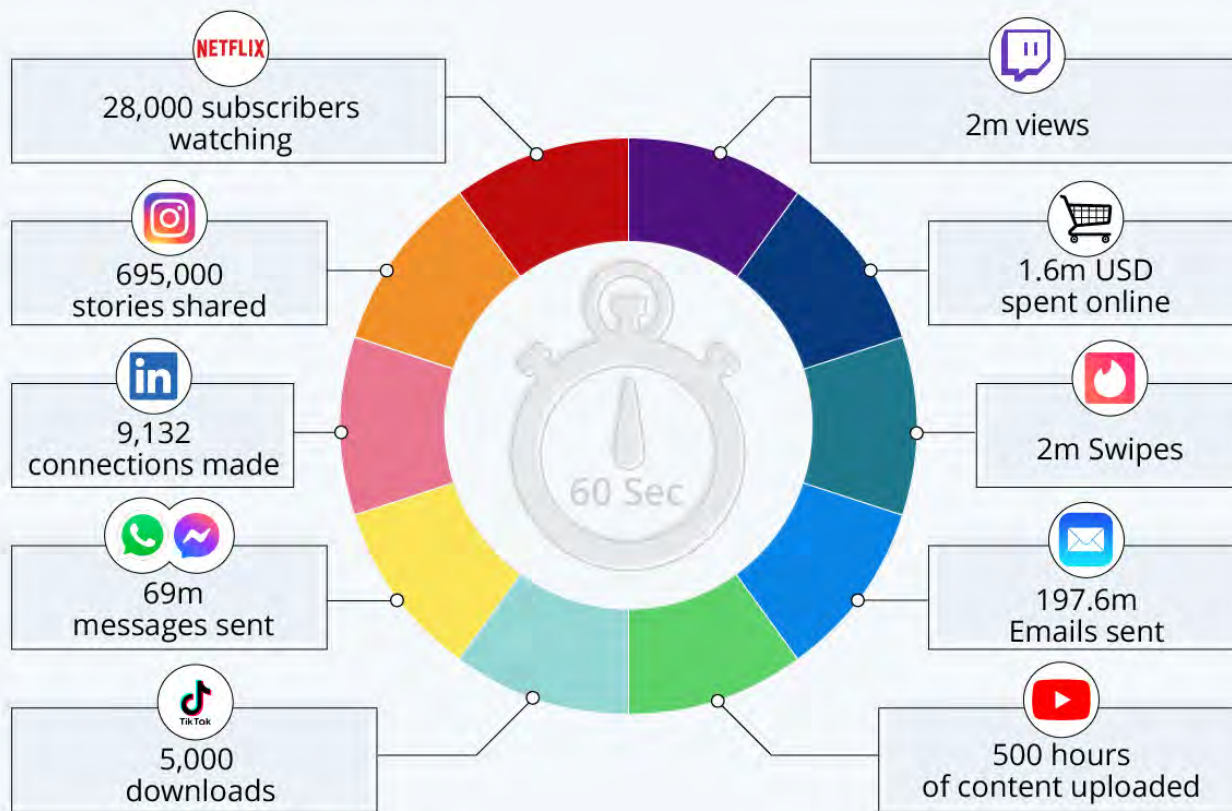 NETFLIX
28,000 subscribers
watching
2m views
695,000
stories shared
1.6m USD
spent online
in
9,132
connections made
2m Swipes
60 Sec
69m
messages sent
197.6m
Emails sent
TikTok
5,000
downloads
500 hours
of content uploaded